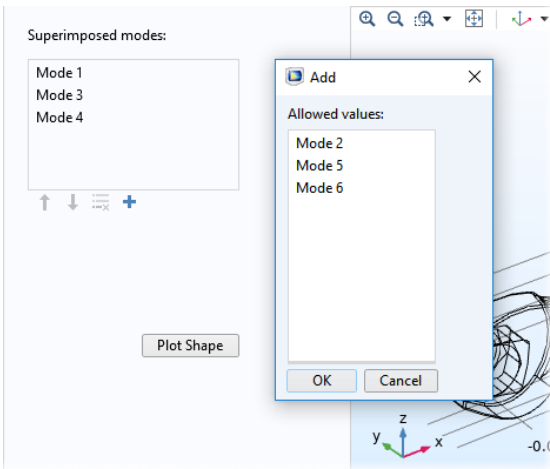 Superimposed modes:
Mode 1
Mode 3
Mode 4
Plot Shape
Add
Allowed values:
Mode 2
Mode 5
Mode 6
OK Cancel
z
y x